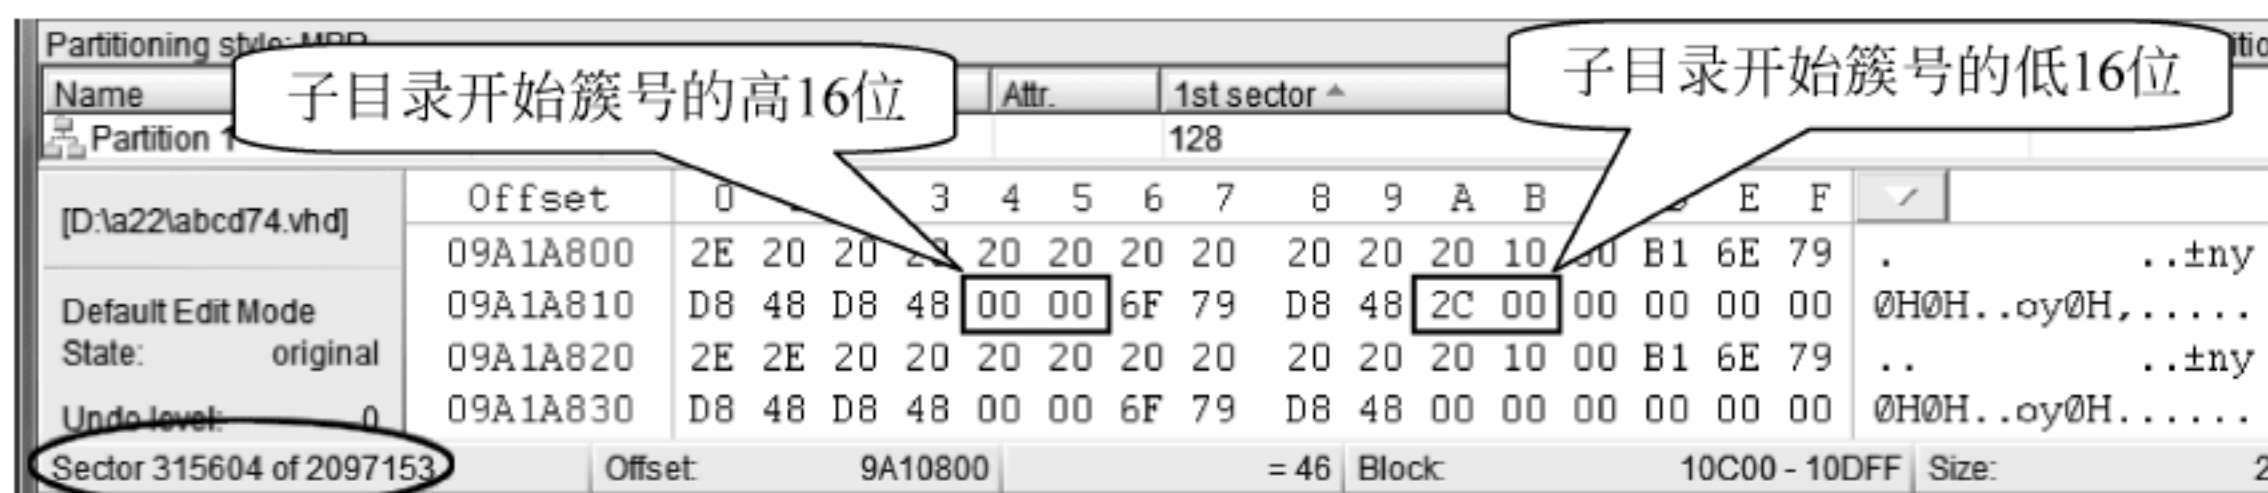 Partitioning style: MBR
子目录开始簇号的高16位
子目录开始簇号的低16位
Name Attr. 1st sector
Partition 1 128
[D:\a22\abcd74.vhd]
Default Edit Mode
State: original
Undo level: 0
Offset 0 3 4 5 6 7 8 9 A B E F
09A1A800 2E 20 20 20 20 20 20 20 20 20 20 10 00 B1 6E 79 . ..±ny
09A1A810 D8 48 D8 48 00 00 6F 79 D8 48 2C 00 00 00 00 00 ØHØH..oyØH,.....
09A1A820 2E 2E 20 20 20 20 20 20 20 20 20 10 00 B1 6E 79 .. ..±ny
09A1A830 D8 48 D8 48 00 00 6F 79 D8 48 00 00 00 00 00 00 ØHØH..oyØH......
Sector 315604 of 2097153 Offset: 9A10800 = 46 Block: 10C00 - 10DFF Size: 2